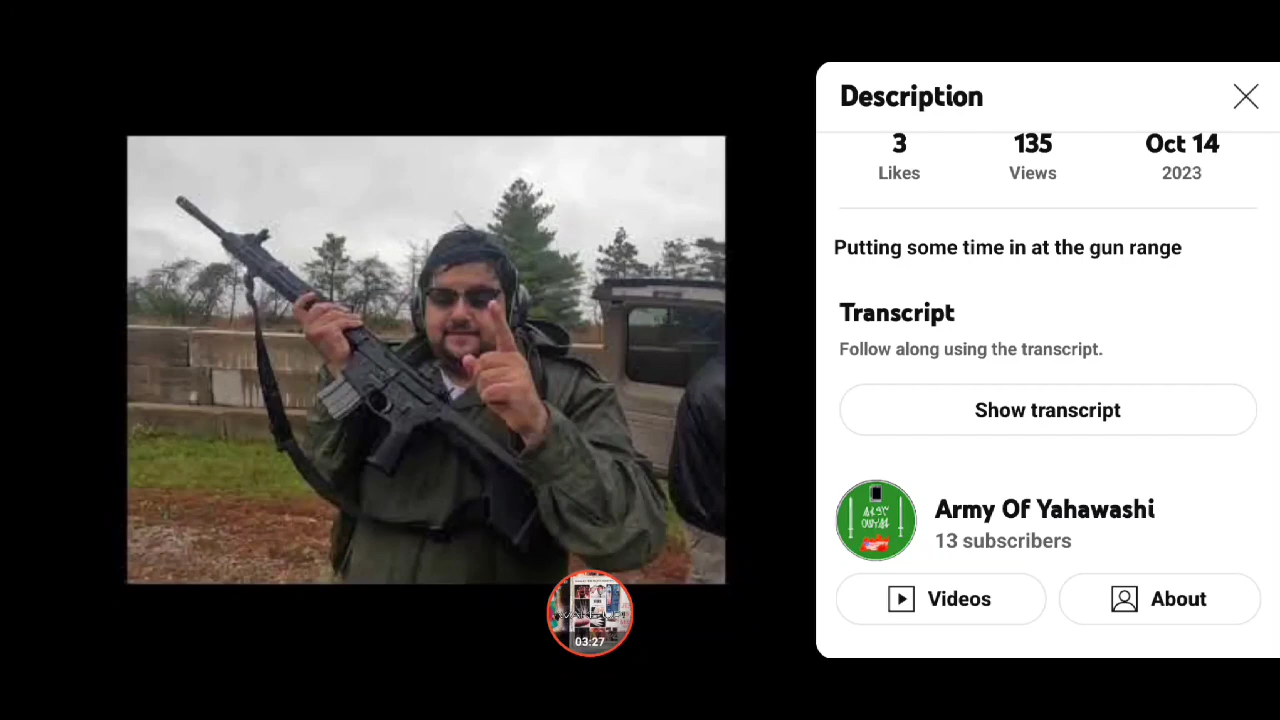 Description
3 135 Oct 14
Likes Views 2023
Putting some time in at the gun range
Transcript
Follow along using the transcript.
Show transcript
Army Of Yahawashi
13 subscribers
Videos About
03:27